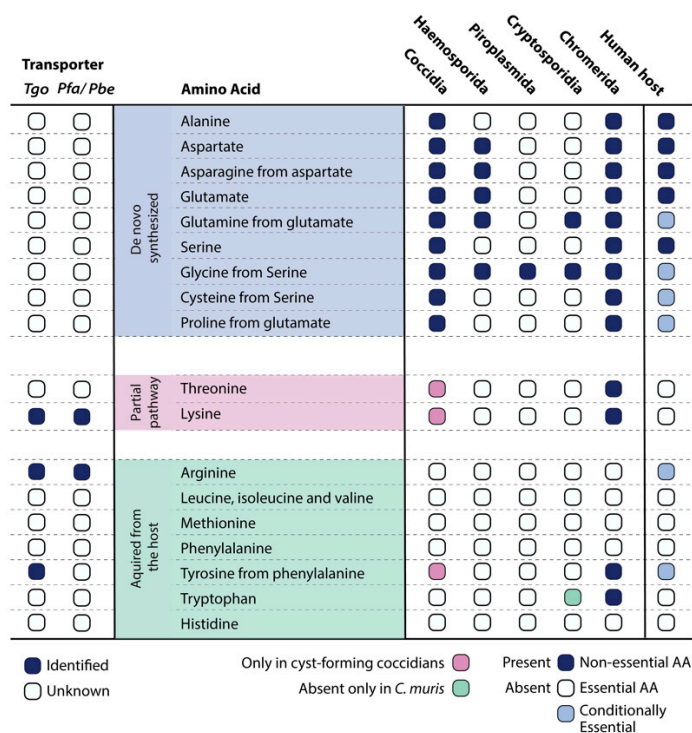 Transporter
Tgo Pfa/ Pbe
Amino Acid
Coccidia
Haemosporida
Piroplasmida
Cryptosporidia
Chromerida
Human host
De novo
synthesized
Alanine
Aspartate
Asparagine from aspartate
Glutamate
Glutamine from glutamate
Serine
Glycine from Serine
Cysteine from Serine
Proline from glutamate
Partial
pathway
Threonine
Lysine
Aquired from
the host
Arginine
Leucine, isoleucine and valine
Methionine
Phenylalanine
Tyrosine from phenylalanine
Tryptophan
Histidine
Identified
Unknown
Only in cyst-forming coccidians
Absent only in C. muris
Present Non-essential AA
Absent Essential AA
Conditionally
Essential